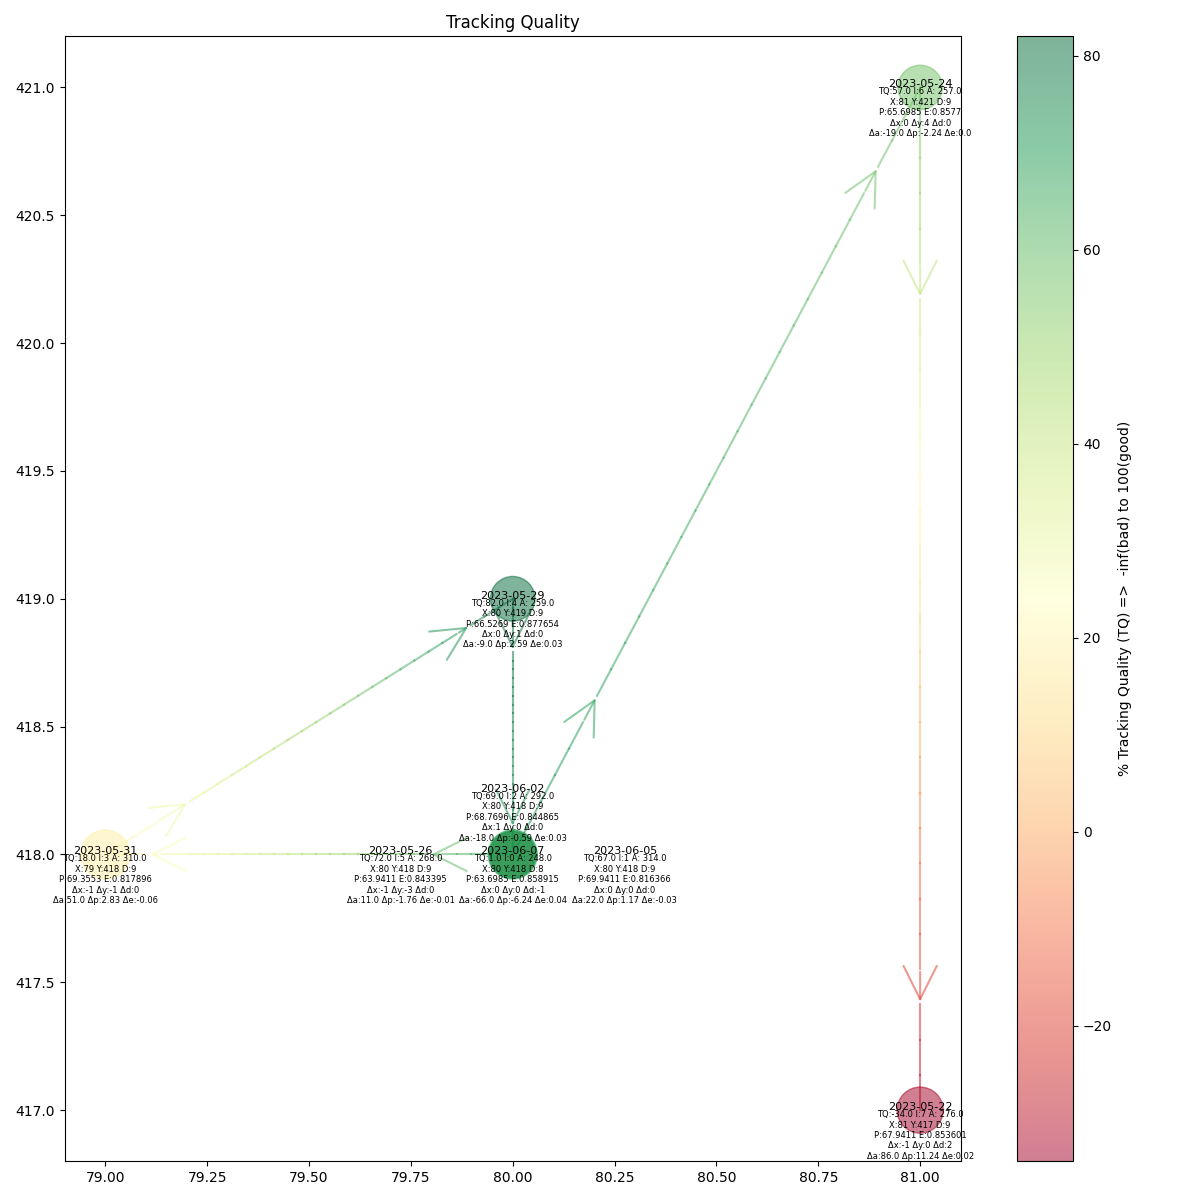 Tracking Quality
421.0
420.5
420.0
419.5
419.0
418.5
418.0
417.5
417.0
2023-05-24
TQ:57.0 I:6 A: 257.0
X:81 Y:421 D:9
P:65.6985 E:0.8577
Δx:0 Δy:4 Δd:0
Δa:-19.0 Δp:-2.24 Δe:0.0
2023-05-29
TQ:82.0 I:4 A: 259.0
X:80 Y:419 D:9
P:66.5269 E:0.877654
Δx:0 Δy:1 Δd:0
Δa:-9.0 Δp:2.59 Δe:0.03
2023-06-02
TQ:69.0 I:2 A: 292.0
X:80 Y:418 D:9
P:68.7696 E:0.844865
Δx:1 Δy:0 Δd:0
Δa:-18.0 Δp:-0.59 Δe:0.03
2023-05-31
TQ:18.0 I:3 A: 310.0
X:79 Y:418 D:9
P:69.3553 E:0.817896
Δx:-1 Δy:-1 Δd:0
Δa:51.0 Δp:2.83 Δe:-0.06
2023-05-26
TQ:72.0 I:5 A: 268.0
X:80 Y:418 D:9
P:63.9411 E:0.843395
Δx:-1 Δy:-3 Δd:0
Δa:11.0 Δp:-1.76 Δe:-0.01
2023-06-07
I:0 A: 248.0
X:80 Y:418 D:8
P:63.6985 E:0.858915
Δx:0 Δy:0 Δd:-1
Δa:-66.0 Δp:-6.24 Δe:0.04
2023-06-05
TQ:67.0 I:1 A: 314.0
X:80 Y:418 D:9
P:69.9411 E:0.816366
Δx:0 Δy:0 Δd:0
Δa:22.0 Δp:1.17 Δe:-0.03
2023-05-22
TQ:-34.0 I:7 A: 276.0
X:81 Y:417 D:9
P:67.9411 E:0.853601
Δx:-1 Δy:0 Δd:2
Δa:86.0 Δp:11.24 Δe:0.02
79.00 79.25 79.50 79.75 80.00 80.25 80.50 80.75 81.00
80
60
40
20
0
−20
% Tracking Quality (TQ) => -inf(bad) to 100(good)